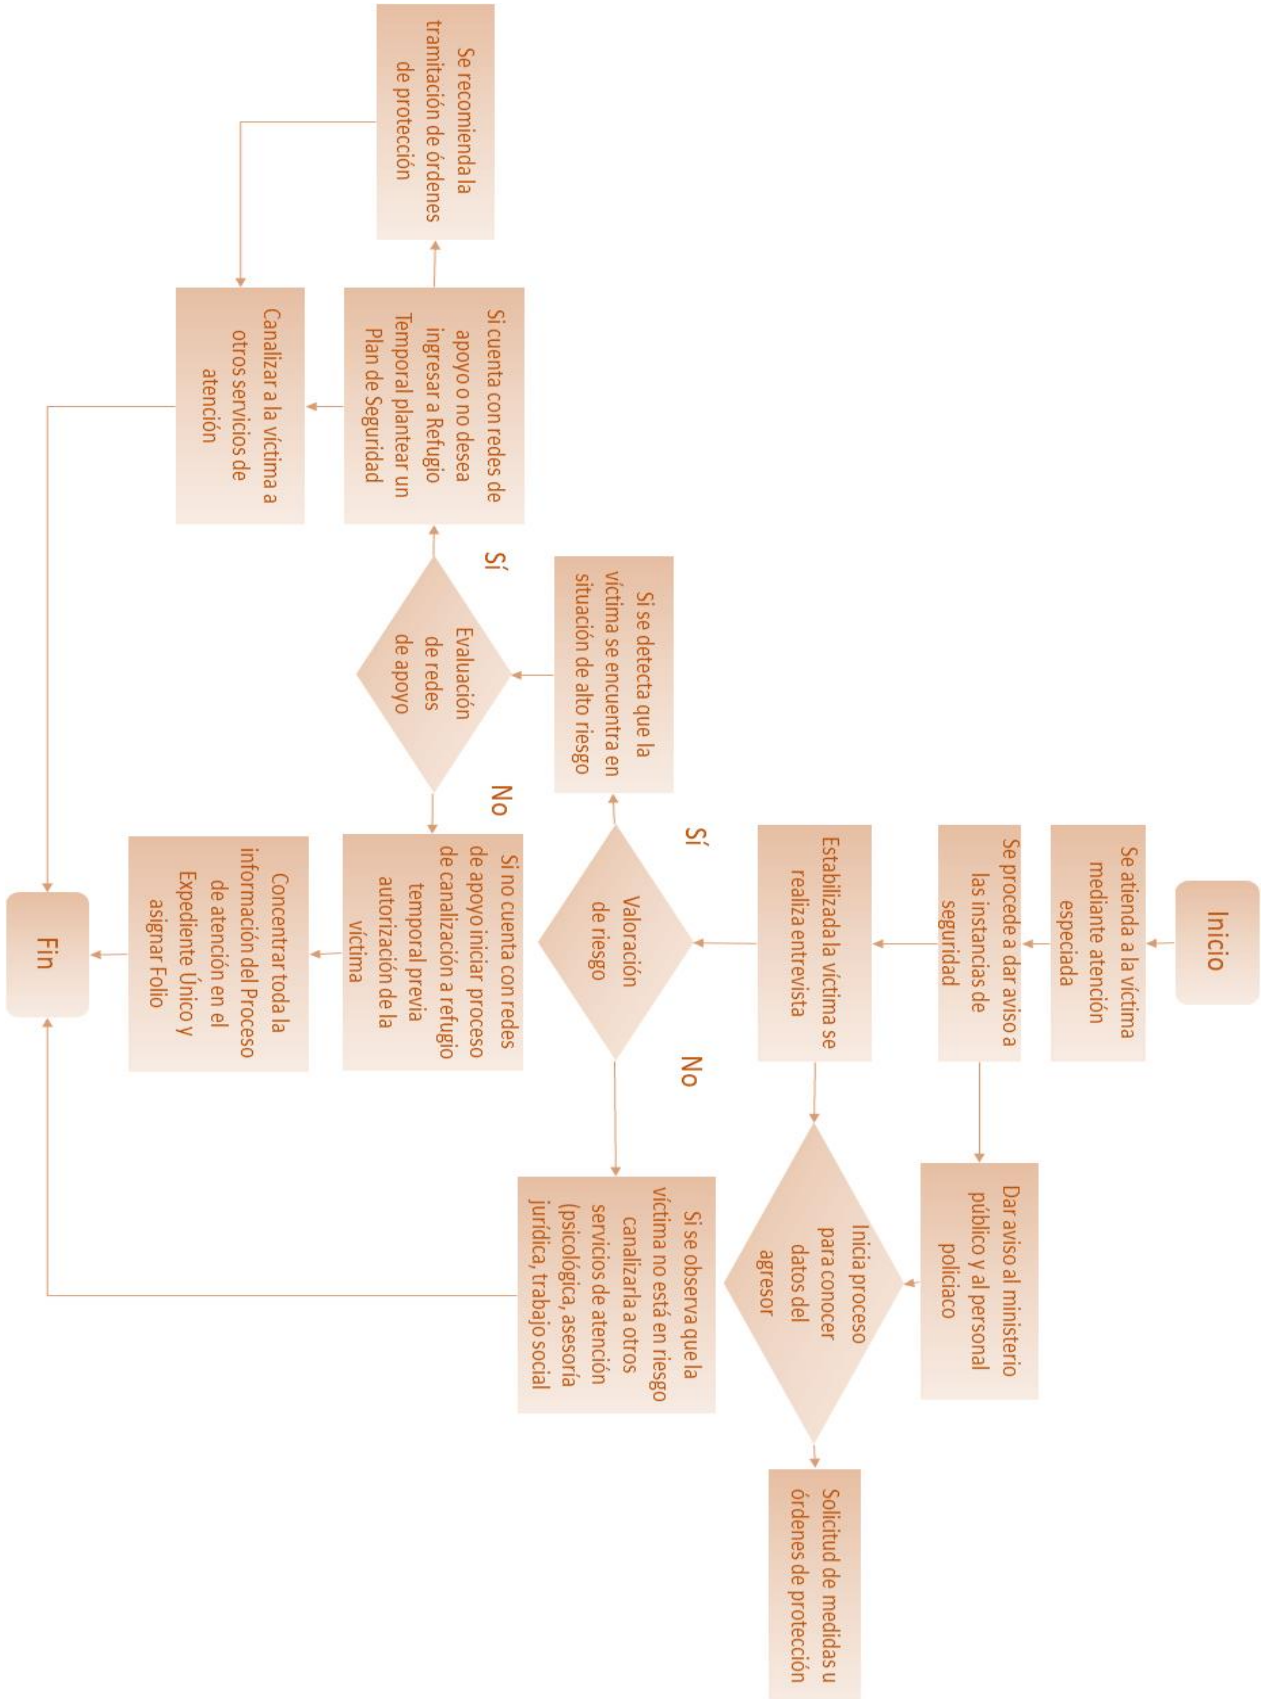 Inicio
Se atienda a la víctima
mediante atención
especiada
Se procede a dar aviso a
las instancias de
seguridad
Dar aviso al ministerio
público y al personal
policiaco
Estabilizada la víctima se
realiza entrevista
Inicia proceso
para conocer
datos del
agresor
Solicitud de medidas u
órdenes de protección
Valoración
de riesgo
Sí
No
Si se detecta que la
víctima se encuentra en
situación de alto riesgo
Si se observa que la
víctima no está en riesgo
canalizarla a otros
servicios de atención
(psicológica, asesoría
jurídica, trabajo social
Evaluación
de redes
de apoyo
Sí
No
Si cuenta con redes de
apoyo o no desea
ingresar a Refugio
Temporal plantear un
Plan de Seguridad
Se recomienda la
tramitación de órdenes
de protección
Si no cuenta con redes
de apoyo iniciar proceso
de canalización a refugio
temporal previa
autorización de la
víctima
Canalizar a la víctima a
otros servicios de
atención
Concentrar toda la
información del Proceso
de atención en el
Expediente Único y
asignar Folio
Fin